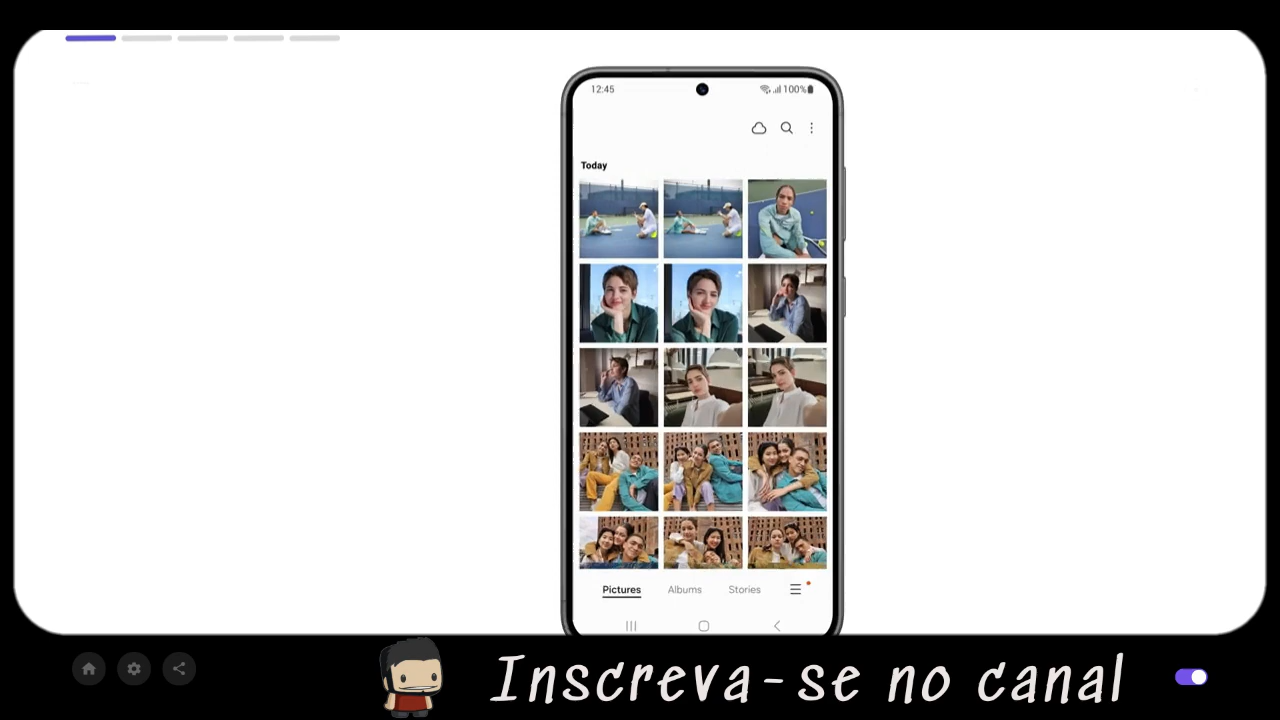 12:45
100%
Today
Pictures
Albums
Stories
Inscreva-se no canal